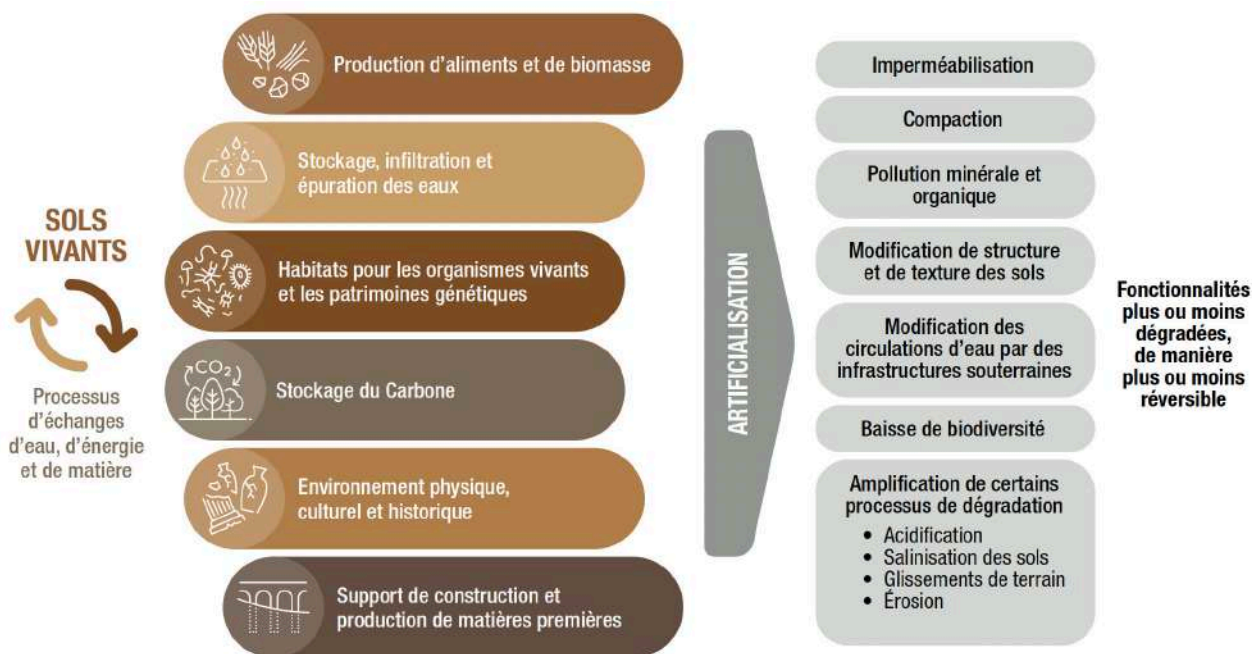 SOLS
VIVANTS
Processus
d'échanges
d'eau, d'énergie
et de matière
Production d'aliments et de biomasse
Stockage, infiltration et
épuration des eaux
Habitats pour les organismes vivants
et les patrimoines génétiques
CO2
Stockage du Carbone
Environnement physique,
culturel et historique
Support de construction et
production de matières premières
ARTIFICIALISATION
Imperméabilisation
Compaction
Pollution minérale et
organique
Modification de structure
et de texture des sols
Modification des
circulations d'eau par des
infrastructures souterraines
Baisse de biodiversité
Amplification de certains
processus de dégradation
• Acidification
• Salinisation des sols
• Glissements de terrain
• Érosion
Fonctionnalités
plus ou moins
dégradées,
de manière
plus ou moins
réversible